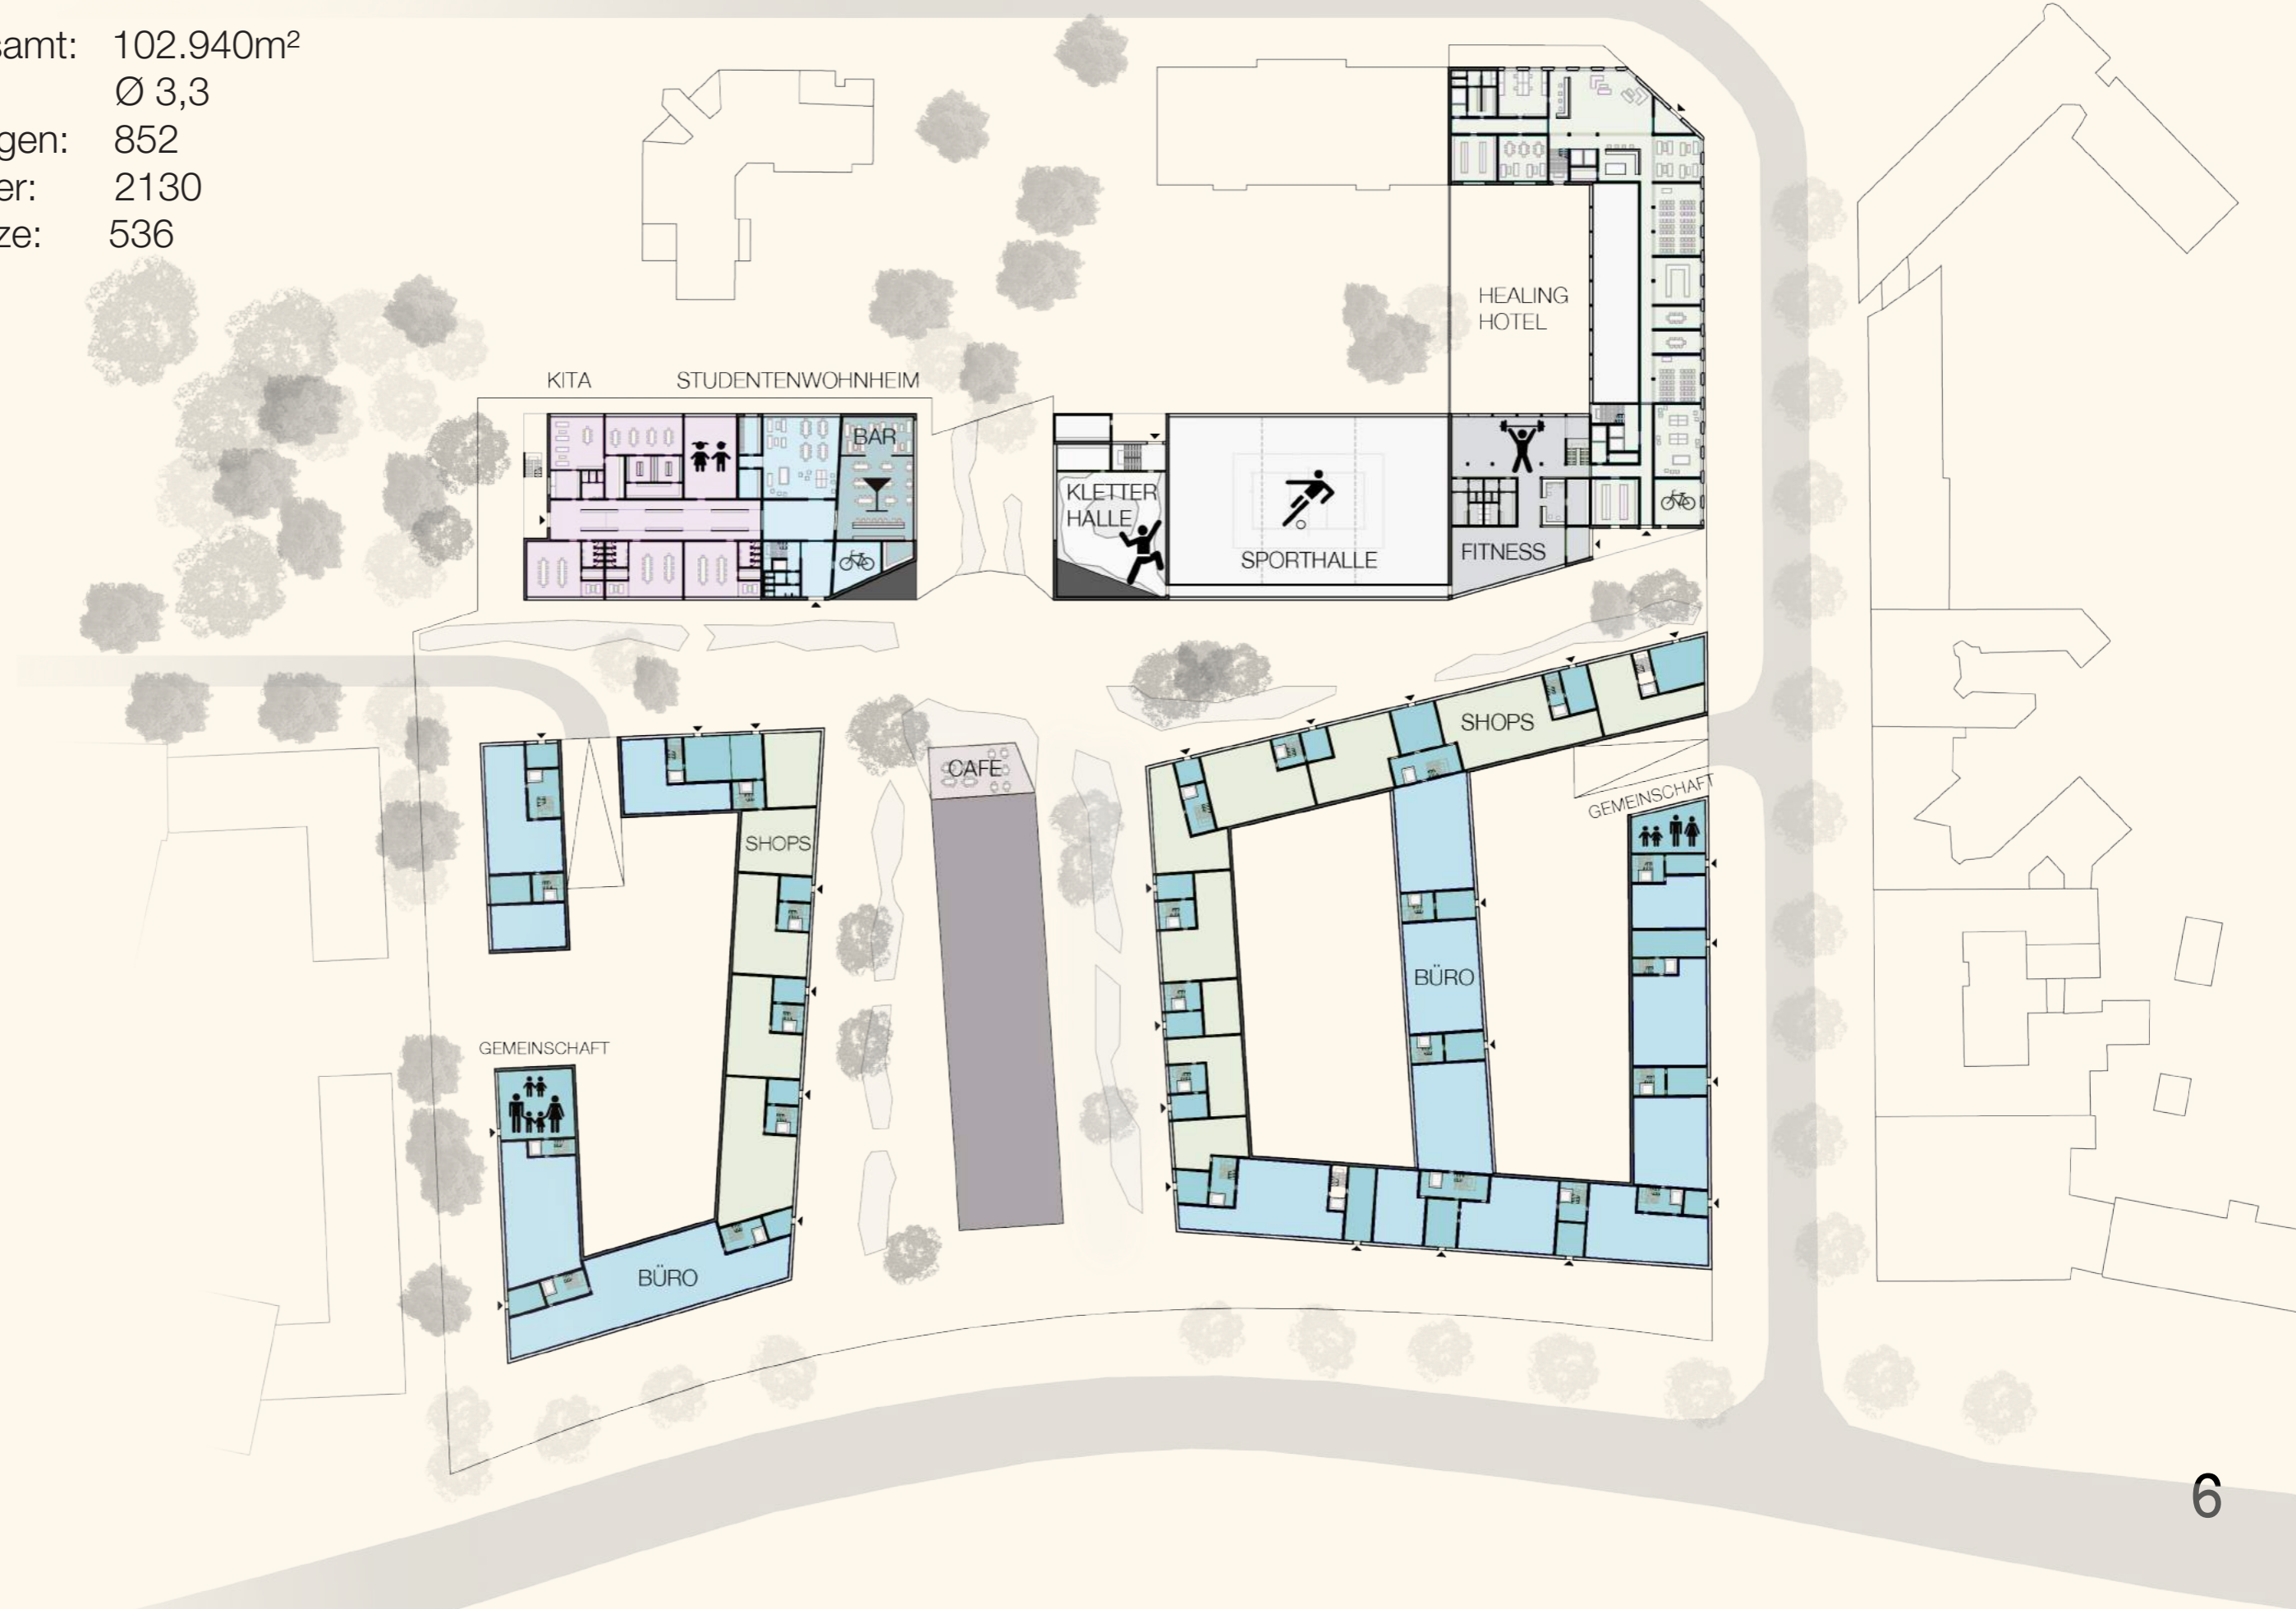 samt: 102.940m²
Ø 3,3
gen: 852
er: 2130
ze: 536
HEALING
HOTEL
KITA STUDENTENWOHNHEIM
BAR
KLETTER
HALLE
SPORTHALLE
FITNESS
SHOPS
CAFE
GEMEINSCHAFT
SHOPS
BÜRO
GEMEINSCHAFT
BÜRO
6